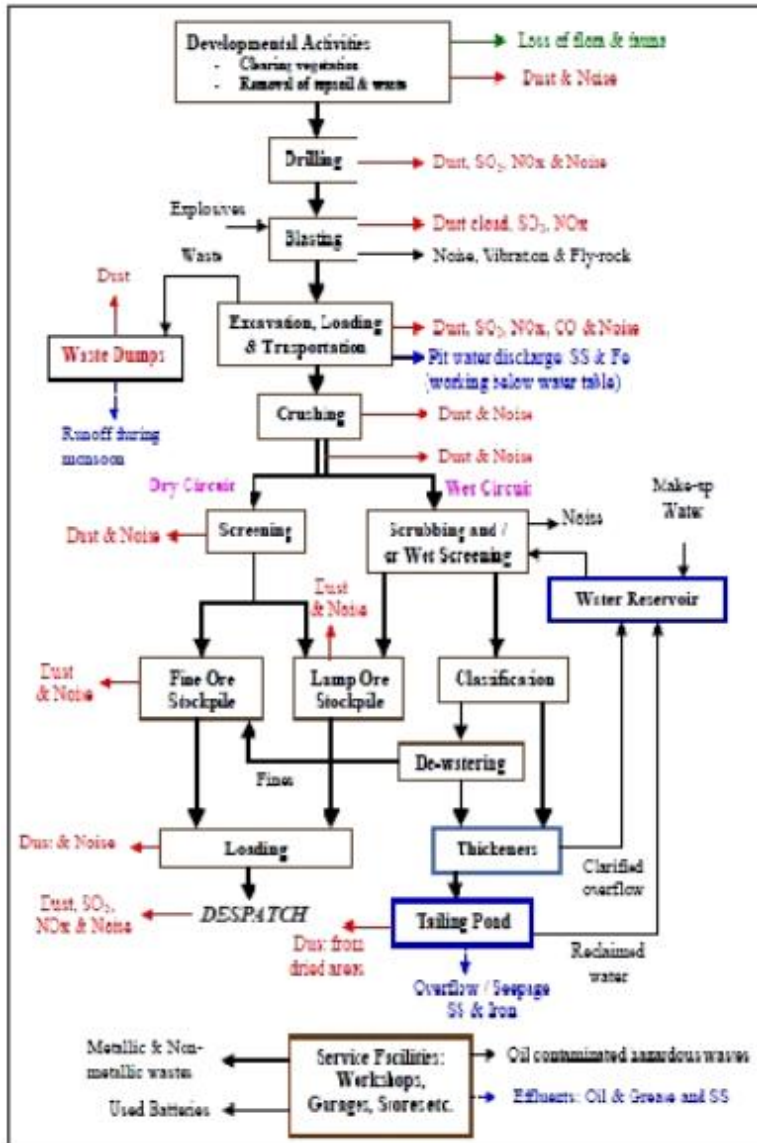 Developmental Activities
- Clearing vegetation
- Removal of topsoil & waste
Loss of flora & fauna
Dust & Noise
Drilling
Dust, SO₂, NOx & Noise
Explosives
Blasting
Dust cloud, SO₂, NOx
Noise, Vibration & Fly-rock
Waste
Dust
Waste Dumps
Excavation, Loading
& Trasportation
Dust, SO₂, NOx, CO & Noise
Pit water discharge: SS & Fe
(working below water table)
Runoff during
monsoon
Crushing
Dust & Noise
Dust & Noise
Dry Circuit
Wet Circuit
Make-up
Water
Dust & Noise
Screening
Scrubbing and /
or Wet Screening
Noise
Water Reservoir
Dust
& Noise
Dust
& Noise
Fine Ore
Stockpile
Lamp Ore
Stockpile
Classification
De-watering
Fines
Dust & Noise
Loading
Thickeners
Clarified
overflow
Dust, SO₂,
NOx & Noise
DESPATCH
Tailing Pond
Dust from
dried areas
Reclaimed
water
Overflow / Seepage
SS & Iron
Metallic & Non-
metallic wastes
Used Batteries
Service Facilities:
Workshops,
Garages, Stores etc.
Oil contaminated hazardous wastes
Effluents: Oil & Grease and SS